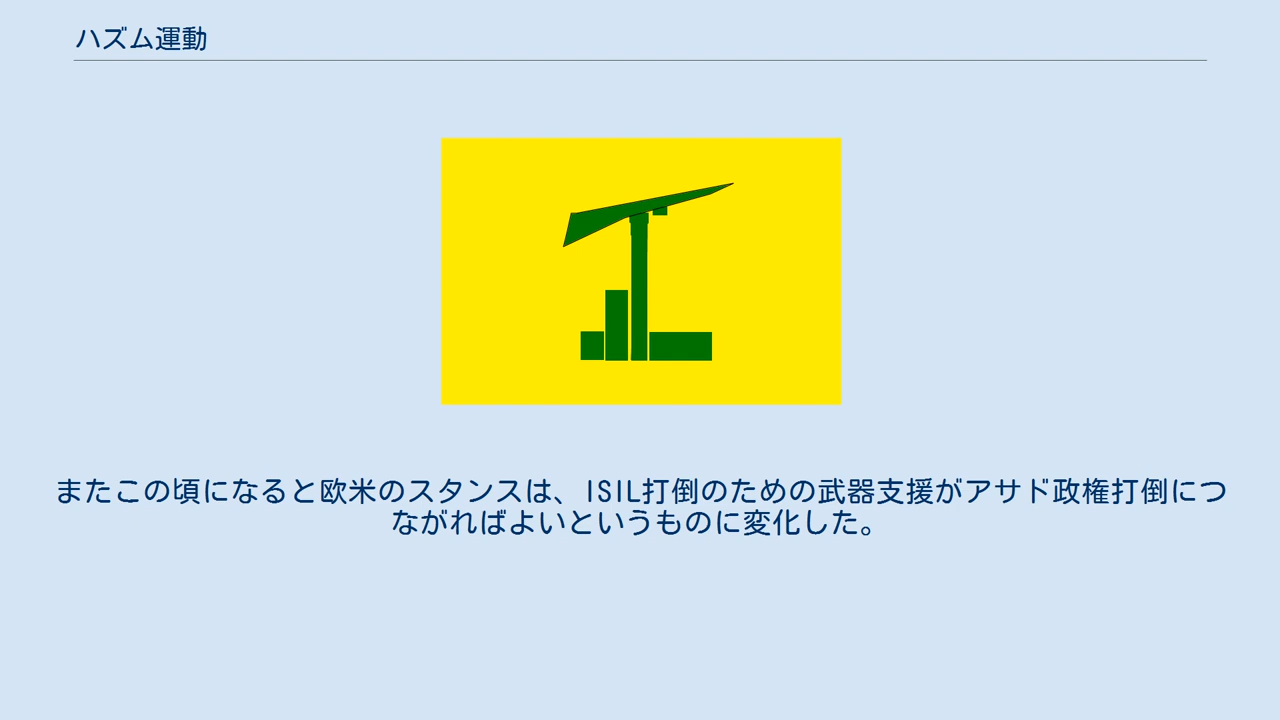 ハズム運動
またこの頃になると欧米のスタンスは、ISIL打倒のための武器支援がアサド政権打倒につ
ながればよいというものに変化した。